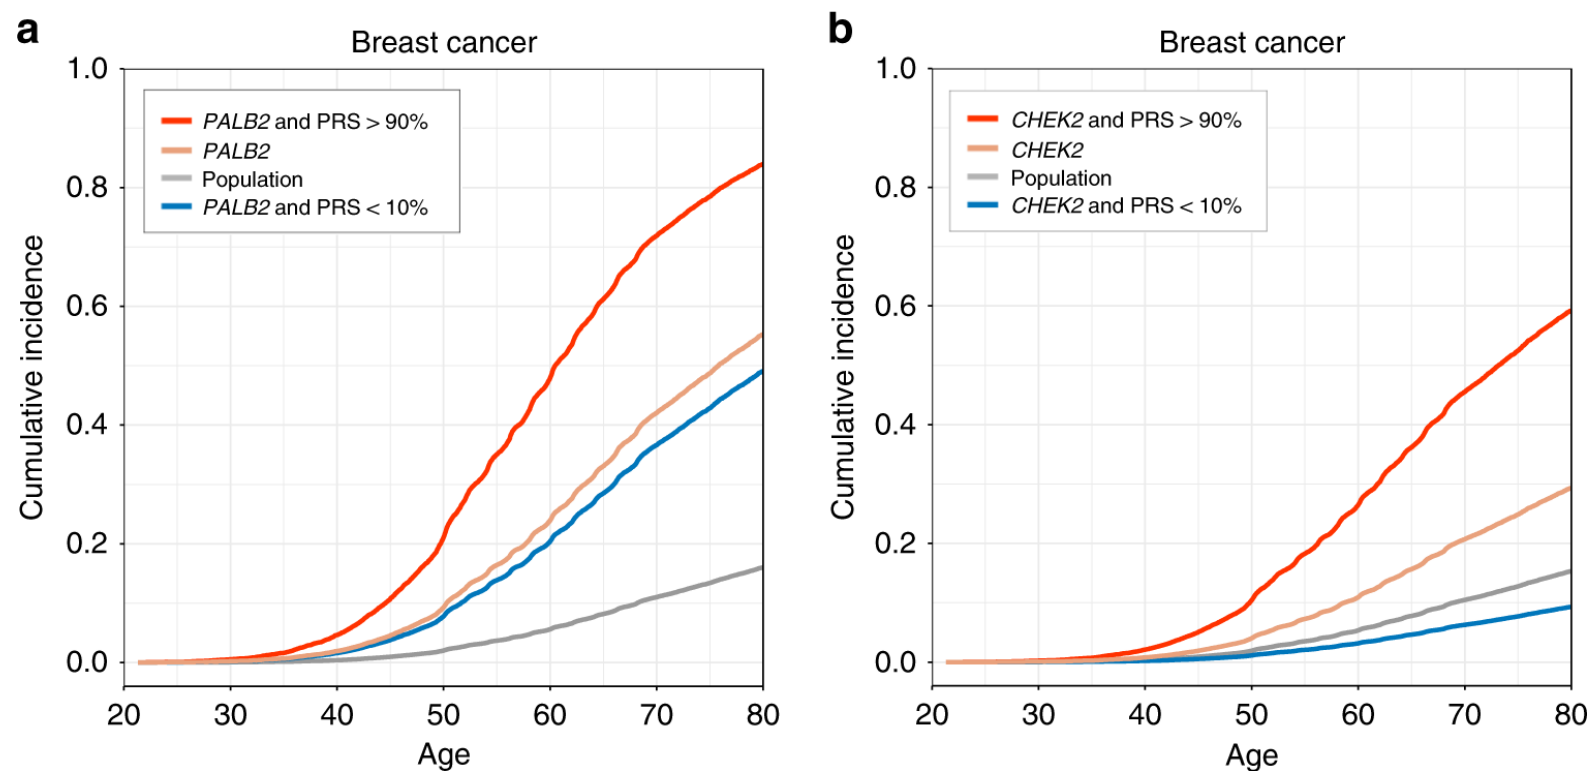 a
Breast cancer
1.0
0.8
0.6
0.4
0.2
0.0
Cumulative incidence
PALB2 and PRS > 90%
PALB2
Population
PALB2 and PRS < 10%
20 30 40 50 60 70 80
Age
b
Breast cancer
1.0
0.8
0.6
0.4
0.2
0.0
Cumulative incidence
CHEK2 and PRS > 90%
CHEK2
Population
CHEK2 and PRS < 10%
20 30 40 50 60 70 80
Age